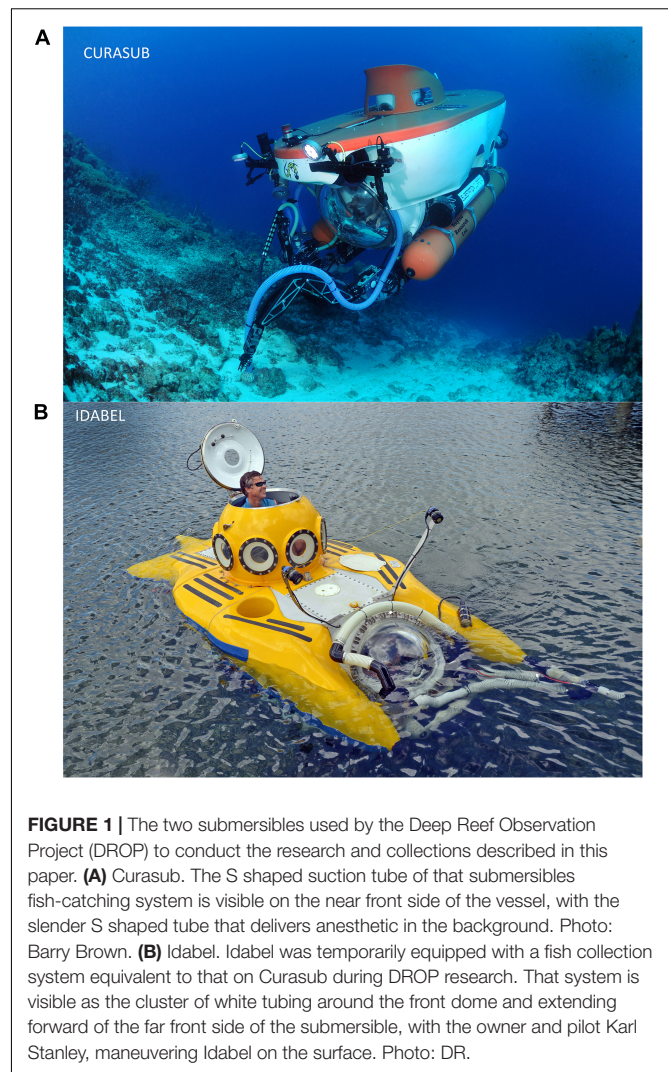 A
CURASUB
B
IDABEL
FIGURE 1 | The two submersibles used by the Deep Reef Observation
Project (DROP) to conduct the research and collections described in this
paper. (A) Curasub. The S shaped suction tube of that submersibles
fish-catching system is visible on the near front side of the vessel, with the
slender S shaped tube that delivers anesthetic in the background. Photo:
Barry Brown. (B) Idabel. Idabel was temporarily equipped with a fish collection
system equivalent to that on Curasub during DROP research. That system is
visible as the cluster of white tubing around the front dome and extending
forward of the far front side of the submersible, with the owner and pilot Karl
Stanley, maneuvering Idabel on the surface. Photo: DR.